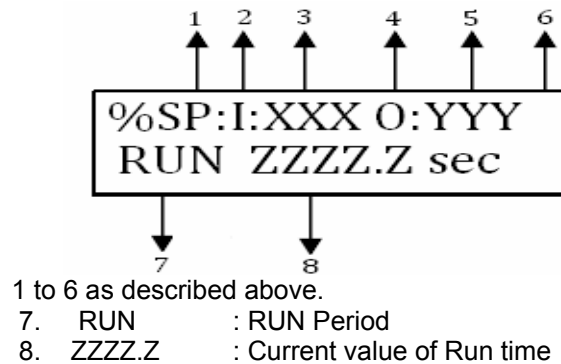 1 2 3 4 5 6
%SP:I:XXX O:YYY
RUN ZZZZ.Z sec
7 8
1 to 6 as described above.
7. RUN : RUN Period
8. ZZZZ.Z : Current value of Run time